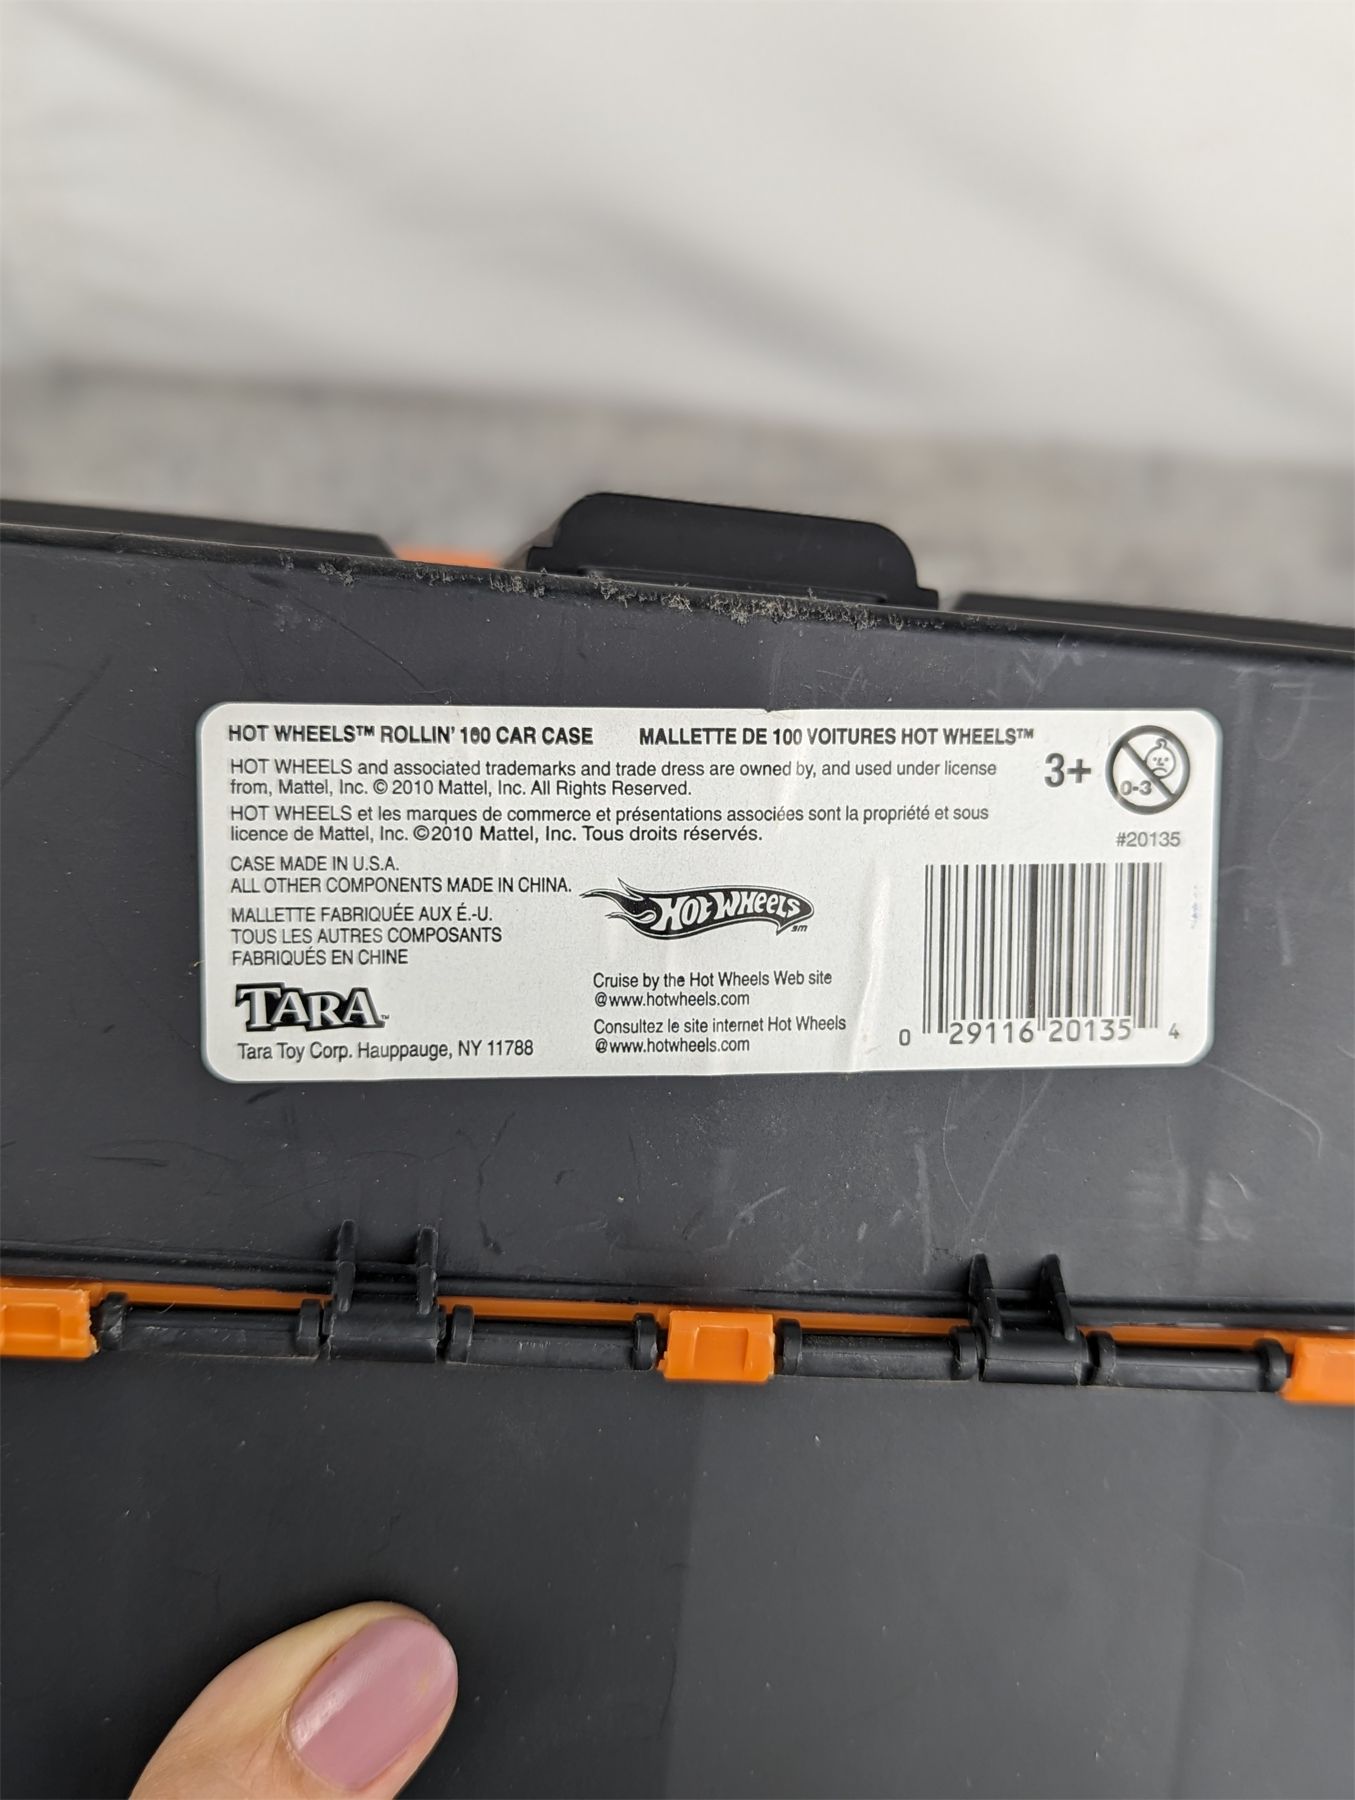 HOT WHEELS™ ROLLIN' 100 CAR CASE
MALLETTE DE 100 VOITURES HOT WHEELS™
HOT WHEELS and associated trademarks and trade dress are owned by, and used under license
from, Mattel, Inc. © 2010 Mattel, Inc. All Rights Reserved.
HOT WHEELS et les marques de commerce et présentations associées sont la propriété et sous
licence de Mattel, Inc. ©2010 Mattel, Inc. Tous droits réservés.
3+
0-3
#20135
CASE MADE IN U.S.A.
ALL OTHER COMPONENTS MADE IN CHINA.
MALLETTE FABRIQUÉE AUX É.-U.
TOUS LES AUTRES COMPOSANTS
FABRIQUÉS EN CHINE
TARA™
Tara Toy Corp. Hauppauge, NY 11788
HOT WHEELS SM
Cruise by the Hot Wheels Web site
@www.hotwheels.com
Consultez le site internet Hot Wheels
@www.hotwheels.com
0 29116 20135 4